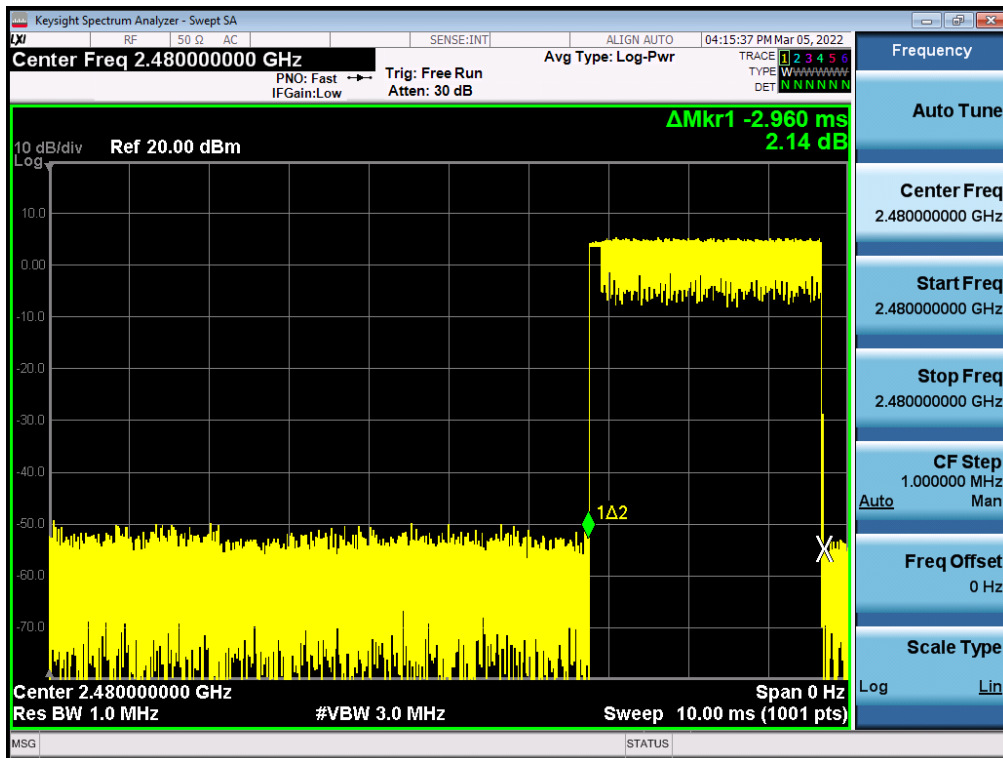 Keysight Spectrum Analyzer - Swept SA
LXI RF 50 Ω AC SENSE:INT ALIGN AUTO 04:15:37 PM Mar 05, 2022
Center Freq 2.480000000 GHz
PNO: Fast
IFGain:Low
Trig: Free Run
Atten: 30 dB
Avg Type: Log-Pwr
TRACE 1 2 3 4 5 6
TYPE WWWWWW
DET N N N N N N
ΔMkr1 -2.960 ms
2.14 dB
10 dB/div Ref 20.00 dBm
Log
10.0
0.00
-10.0
-20.0
-30.0
-40.0
-50.0
-60.0
-70.0
1Δ2
X
Center 2.480000000 GHz Span 0 Hz
Res BW 1.0 MHz #VBW 3.0 MHz Sweep 10.00 ms (1001 pts)
MSG STATUS
Frequency
Auto Tune
Center Freq
2.480000000 GHz
Start Freq
2.480000000 GHz
Stop Freq
2.480000000 GHz
CF Step
1.000000 MHz
Auto Man
Freq Offset
0 Hz
Scale Type
Log Lin